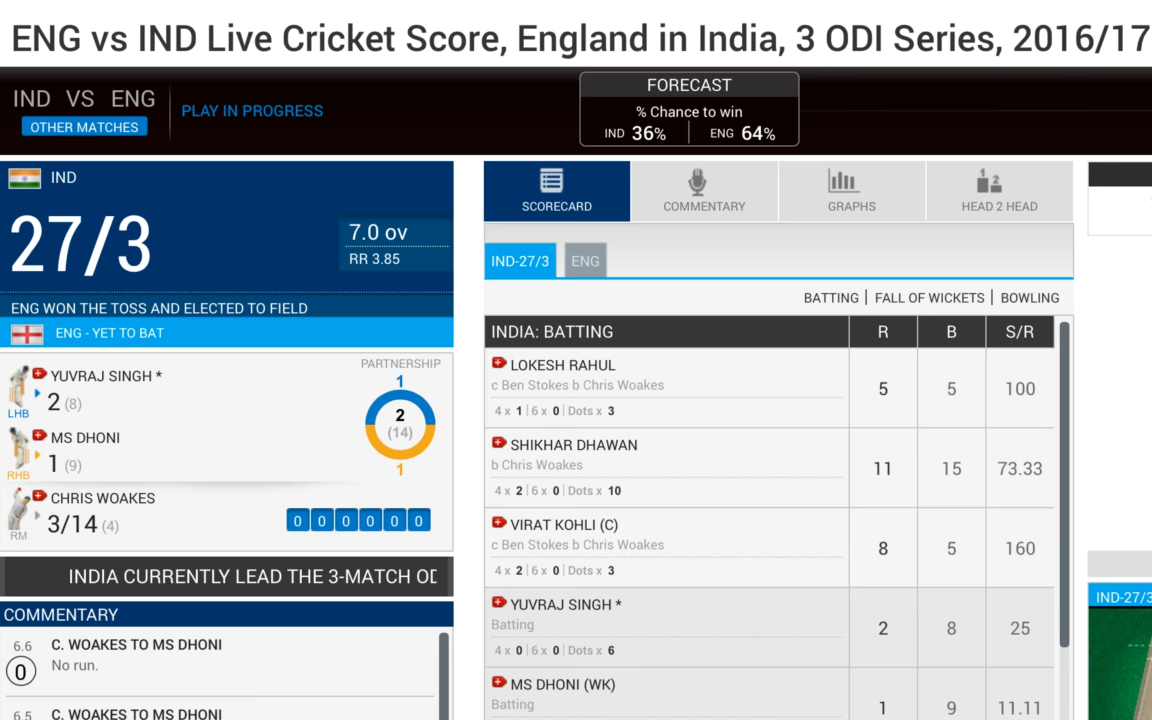 ENG vs IND Live Cricket Score, England in India, 3 ODI Series, 2016/17
IND VS ENG
OTHER MATCHES
PLAY IN PROGRESS
FORECAST
% Chance to win
IND 36% ENG 64%
IND
27/3
7.0 ov
RR 3.85
ENG WON THE TOSS AND ELECTED TO FIELD
ENG - YET TO BAT
YUVRAJ SINGH *
2 (8)
LHB
MS DHONI
1 (9)
RHB
CHRIS WOAKES
3/14 (4)
RM
PARTNERSHIP
1
2
(14)
1
0 0 0 0 0 0
INDIA CURRENTLY LEAD THE 3-MATCH OD
COMMENTARY
6.6 C. WOAKES TO MS DHONI
0 No run.
6.5 C. WOAKES TO MS DHONI
SCORECARD
COMMENTARY
GRAPHS
1 2
HEAD 2 HEAD
IND-27/3 ENG
BATTING | FALL OF WICKETS | BOWLING
INDIA: BATTING R B S/R
LOKESH RAHUL
c Ben Stokes b Chris Woakes 5 5 100
4 x 1 | 6 x 0 | Dots x 3
SHIKHAR DHAWAN
b Chris Woakes 11 15 73.33
4 x 2 | 6 x 0 | Dots x 10
VIRAT KOHLI (C)
c Ben Stokes b Chris Woakes 8 5 160
4 x 2 | 6 x 0 | Dots x 3
YUVRAJ SINGH *
Batting 2 8 25
4 x 0 | 6 x 0 | Dots x 6
MS DHONI (WK)
Batting 1 9 11.11
IND-27/3